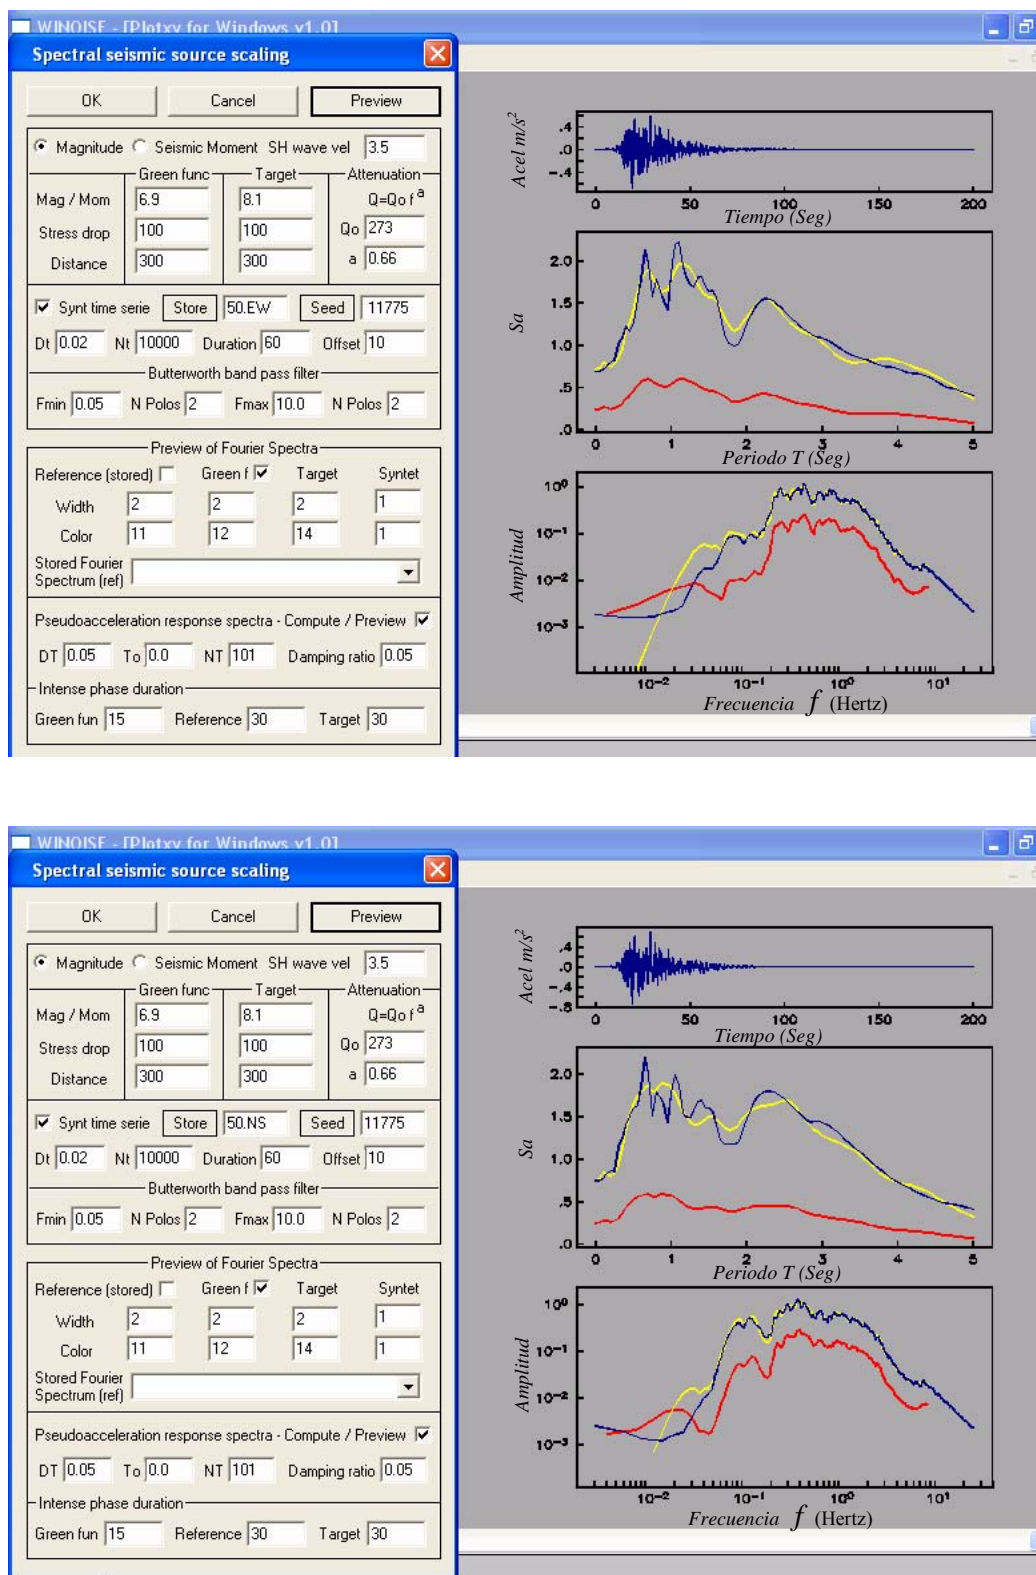 WINOISE - [Plotxy for Windows v1.0]
Spectral seismic source scaling
OK Cancel Preview
Magnitude Seismic Moment SH wave vel 3.5
Green func Target Attenuation
Mag / Mom 6.9 8.1 Q=Qo f a
Stress drop 100 100 Qo 273
Distance 300 300 a 0.66
Synt time serie Store 50.EW Seed 11775
Dt 0.02 Nt 10000 Duration 60 Offset 10
Butterworth band pass filter
Fmin 0.05 N Polos 2 Fmax 10.0 N Polos 2
Preview of Fourier Spectra
Reference (stored) Green f Target Syntet
Width 2 2 2 1
Color 11 12 14 1
Stored Fourier
Spectrum (ref)
Pseudoacceleration response spectra - Compute / Preview
DT 0.05 To 0.0 NT 101 Damping ratio 0.05
Intense phase duration
Green fun 15 Reference 30 Target 30
Acel m/s²
.4
.0
-.4
0 50 100 150 200
Tiempo (Seg)
Sa
2.0
1.5
1.0
.5
.0
0 1 2 3 4 5
Periodo T (Seg)
Amplitud
10⁰
10⁻¹
10⁻²
10⁻³
10⁻² 10⁻¹ 10⁰ 10¹
Frecuencia f (Hertz)
WINOISE - [Plotxy for Windows v1.0]
Spectral seismic source scaling
OK Cancel Preview
Magnitude Seismic Moment SH wave vel 3.5
Green func Target Attenuation
Mag / Mom 6.9 8.1 Q=Qo f a
Stress drop 100 100 Qo 273
Distance 300 300 a 0.66
Synt time serie Store 50.NS Seed 11775
Dt 0.02 Nt 10000 Duration 60 Offset 10
Butterworth band pass filter
Fmin 0.05 N Polos 2 Fmax 10.0 N Polos 2
Preview of Fourier Spectra
Reference (stored) Green f Target Syntet
Width 2 2 2 1
Color 11 12 14 1
Stored Fourier
Spectrum (ref)
Pseudoacceleration response spectra - Compute / Preview
DT 0.05 To 0.0 NT 101 Damping ratio 0.05
Intense phase duration
Green fun 15 Reference 30 Target 30
Acel m/s²
.4
.0
-.4
-.8
0 50 100 150 200
Tiempo (Seg)
Sa
2.0
1.5
1.0
.5
.0
0 1 2 3 4 5
Periodo T (Seg)
Amplitud
10⁰
10⁻¹
10⁻²
10⁻³
10⁻² 10⁻¹ 10⁰ 10¹
Frecuencia f (Hertz)